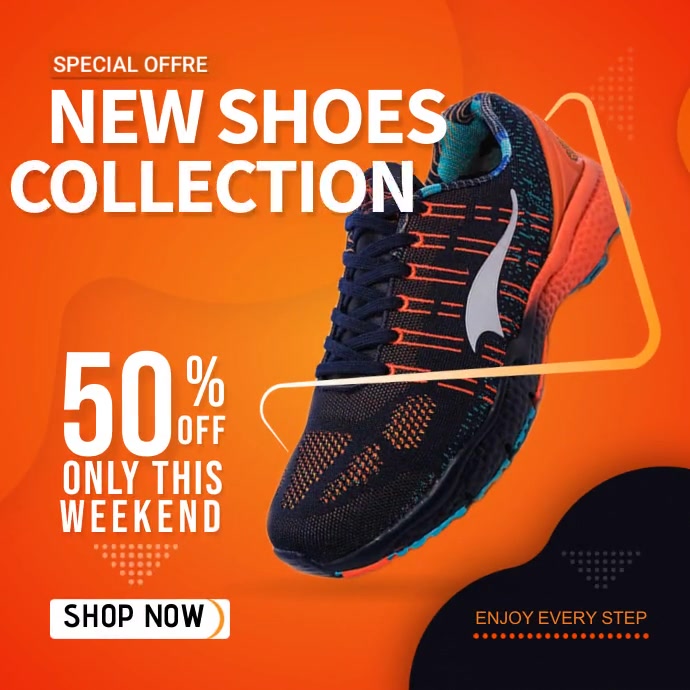 SPECIAL OFFRE
NEW SHOES
COLLECTION
50%
OFF
ONLY THIS
WEEKEND
SHOP NOW
ENJOY EVERY STEP